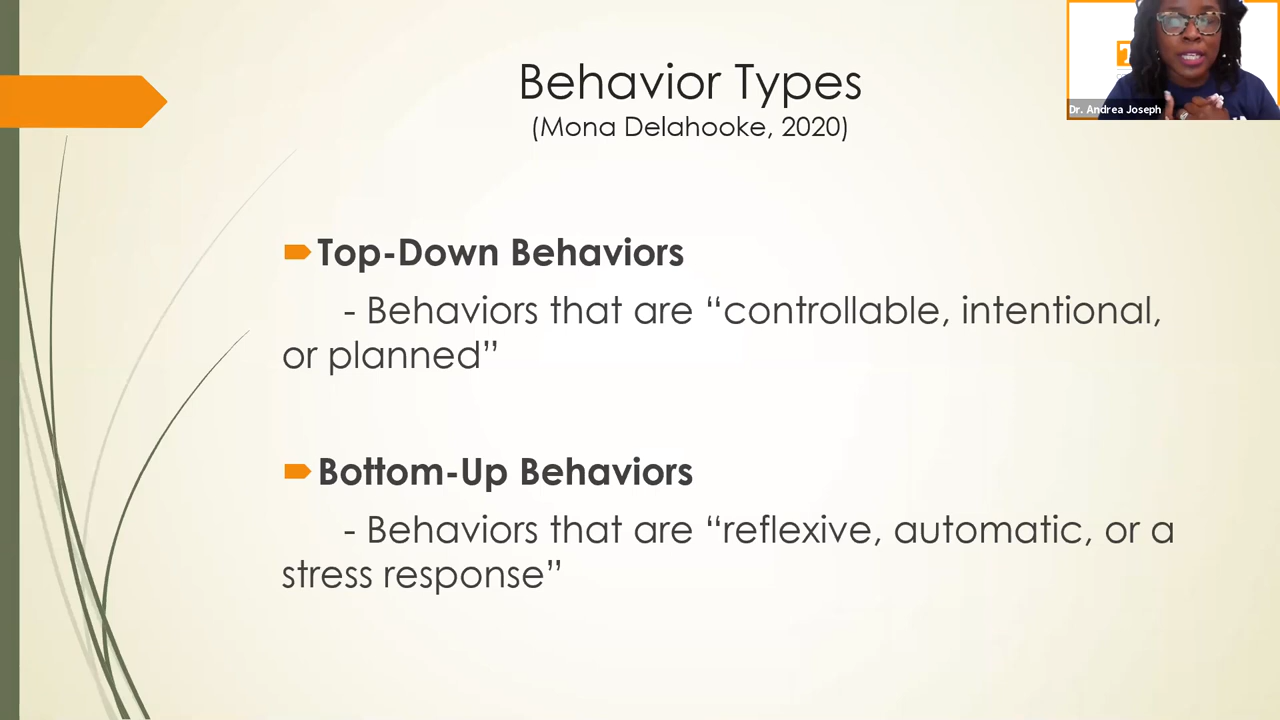 Behavior Types
(Mona Delahooke, 2020)
Dr. Andrea Joseph
Top-Down Behaviors
- Behaviors that are “controllable, intentional,
or planned”
Bottom-Up Behaviors
- Behaviors that are “reflexive, automatic, or a
stress response”